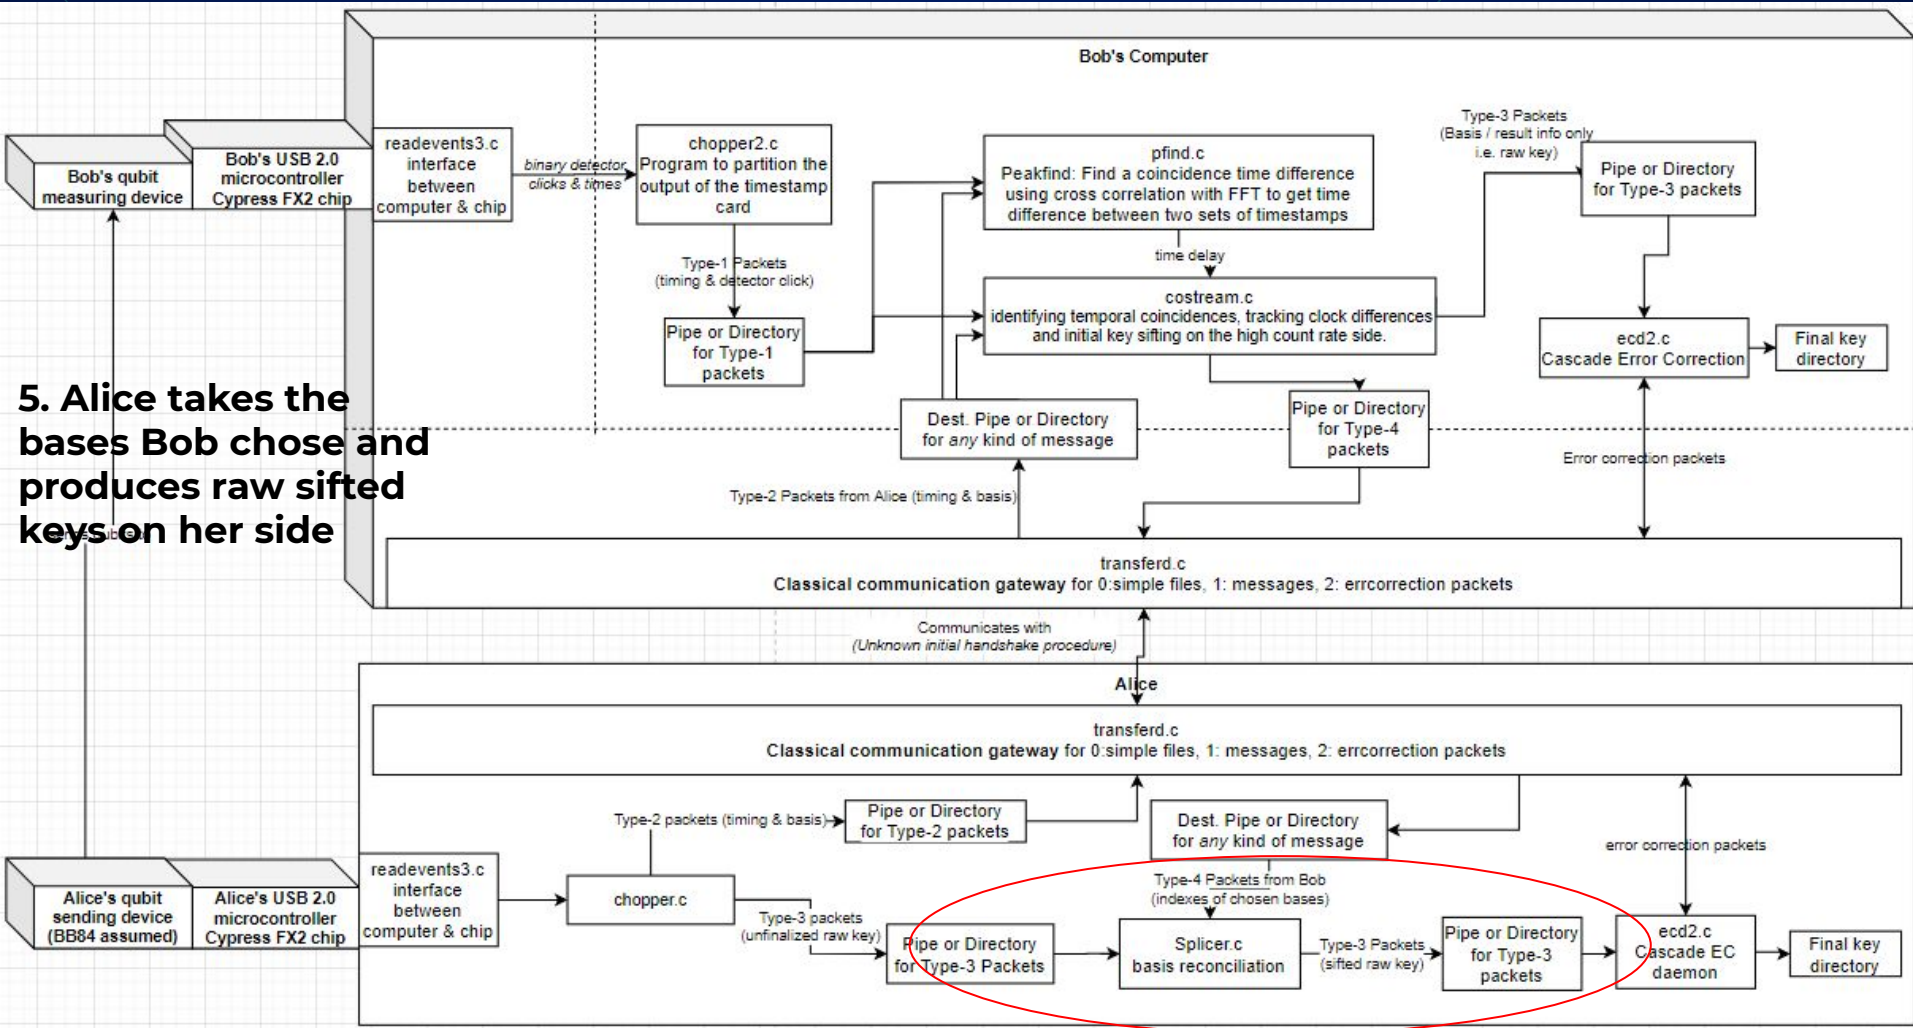 Bob's Computer
Bob's qubit
measuring device
Bob's USB 2.0
microcontroller
Cypress FX2 chip
readevents3.c
interface
between
computer & chip
binary detector
clicks & times
chopper2.c
Program to partition the
output of the timestamp
card
Type-1 Packets
(timing & detector click)
Pipe or Directory
for Type-1
packets
pfind.c
Peakfind: Find a coincidence time difference
using cross correlation with FFT to get time
difference between two sets of timestamps
time delay
costream.c
identifying temporal coincidences, tracking clock differences
and initial key sifting on the high count rate side.
Type-3 Packets
(Basis / result info only
i.e. raw key)
Pipe or Directory
for Type-3 packets
ecd2.c
Cascade Error Correction
Final key
directory
5. Alice takes the
bases Bob chose and
produces raw sifted
keys on her side
Dest. Pipe or Directory
for any kind of message
Pipe or Directory
for Type-4
packets
Error correction packets
Type-2 Packets from Alice (timing & basis)
transferd.c
Classical communication gateway for 0:simple files, 1: messages, 2: errcorrection packets
Communicates with
(Unknown initial handshake procedure)
Alice
transferd.c
Classical communication gateway for 0:simple files, 1: messages, 2: errcorrection packets
Type-2 packets (timing & basis)
Pipe or Directory
for Type-2 packets
Dest. Pipe or Directory
for any kind of message
error correction packets
Alice's qubit
sending device
(BB84 assumed)
Alice's USB 2.0
microcontroller
Cypress FX2 chip
readevents3.c
interface
between
computer & chip
chopper.c
Type-3 packets
(unfinalized raw key)
Pipe or Directory
for Type-3 Packets
Type-4 Packets from Bob
(indexes of chosen bases)
Splicer.c
basis reconciliation
Type-3 Packets
(sifted raw key)
Pipe or Directory
for Type-3
packets
ecd2.c
Cascade EC
daemon
Final key
directory